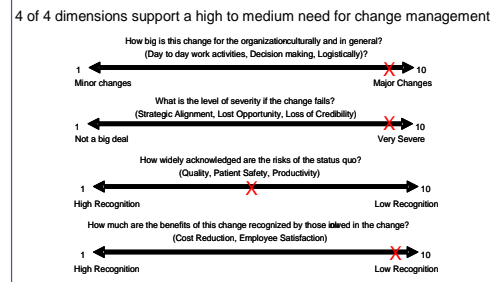 4 of 4 dimensions support a high to medium need for change management
How big is this change for the organizationculturally and in general?
(Day to day work activities, Decision making, Logistically)?
1 X 10
Minor changes Major Changes
What is the level of severity if the change fails?
(Strategic Alignment, Lost Opportunity, Loss of Credibility)
1 X 10
Not a big deal Very Severe
How widely acknowledged are the risks of the status quo?
(Quality, Patient Safety, Productivity)
1 X 10
High Recognition Low Recognition
How much are the benefits of this change recognized by those in the change?
(Cost Reduction, Employee Satisfaction)
1 X 10
High Recognition Low Recognition